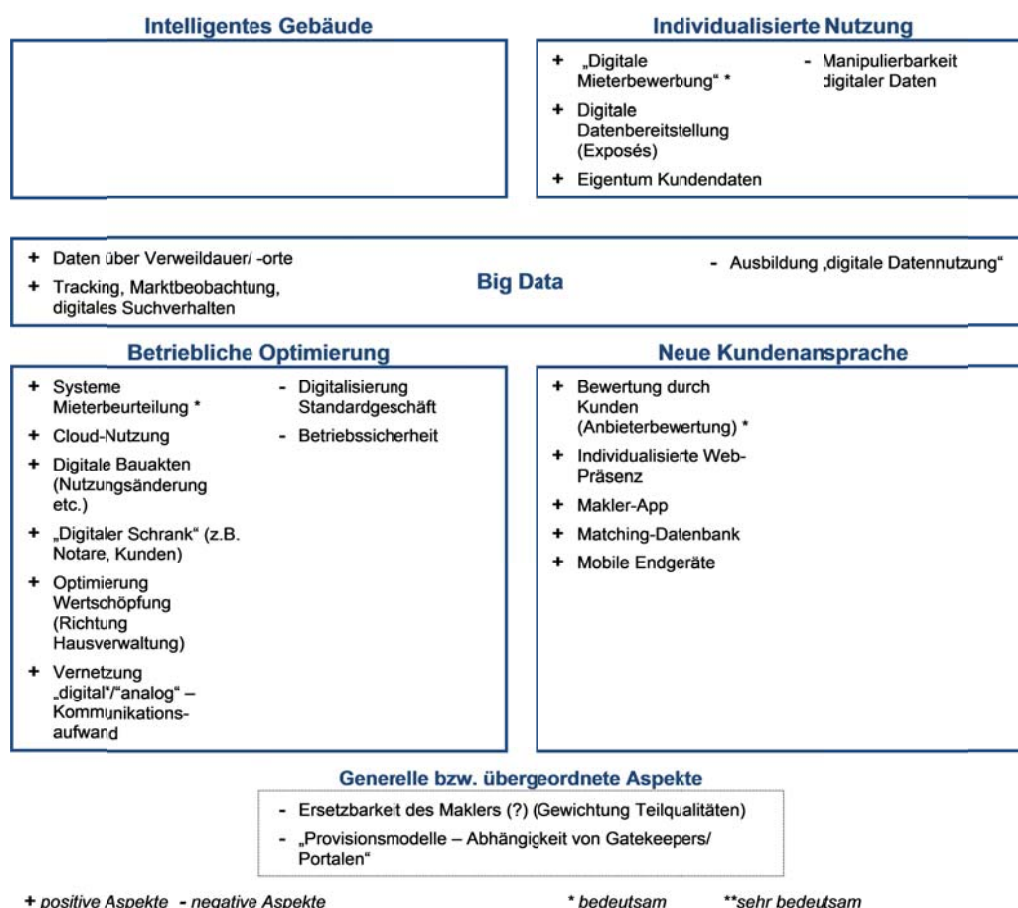 Intelligentes Gebäude
Individualisierte Nutzung
+ „Digitale
Mieterbewerbung“ *
+ Digitale
Datenbereitstellung
(Exposés)
+ Eigentum Kundendaten
- Manipulierbarkeit
digitaler Daten
+ Daten über Verweildauer/ -orte
+ Tracking, Marktbeobachtung,
digitales Suchverhalten
Big Data
- Ausbildung „digitale Datennutzung“
Betriebliche Optimierung
+ Systeme
Mieterbeurteilung *
+ Cloud-Nutzung
+ Digitale Bauakten
(Nutzungsänderung
etc.)
+ „Digitaler Schrank“ (z.B.
Notare, Kunden)
+ Optimierung
Wertschöpfung
(Richtung
Hausverwaltung)
+ Vernetzung
„digital“/“analog“ –
Kommunikations-
aufwand
- Digitalisierung
Standardgeschäft
- Betriebssicherheit
Neue Kundenansprache
+ Bewertung durch
Kunden
(Anbieterbewertung) *
+ Individualisierte Web-
Präsenz
+ Makler-App
+ Matching-Datenbank
+ Mobile Endgeräte
Generelle bzw. übergeordnete Aspekte
- Ersetzbarkeit des Maklers (?) (Gewichtung Teilqualitäten)
- „Provisionsmodelle – Abhängigkeit von Gatekeepers/
Portalen“
+ positive Aspekte - negative Aspekte * bedeutsam **sehr bedeutsam